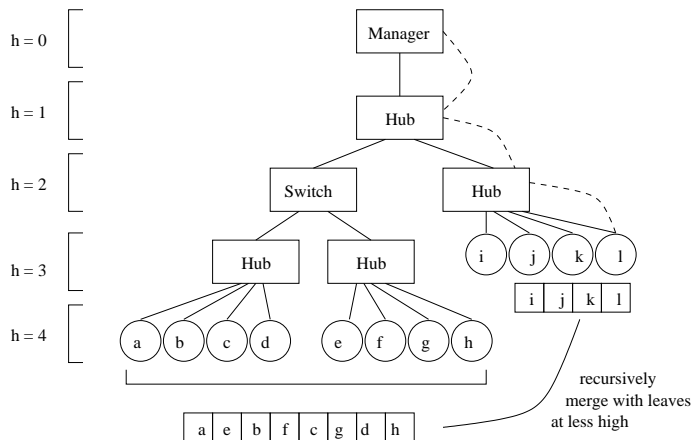 h = 0
Manager
h = 1
Hub
h = 2
Switch
Hub
i j k l
h = 3
Hub
Hub
i j k l
h = 4
a b c d e f g h
recursively
merge with leaves
at less high
a e b f c g d h